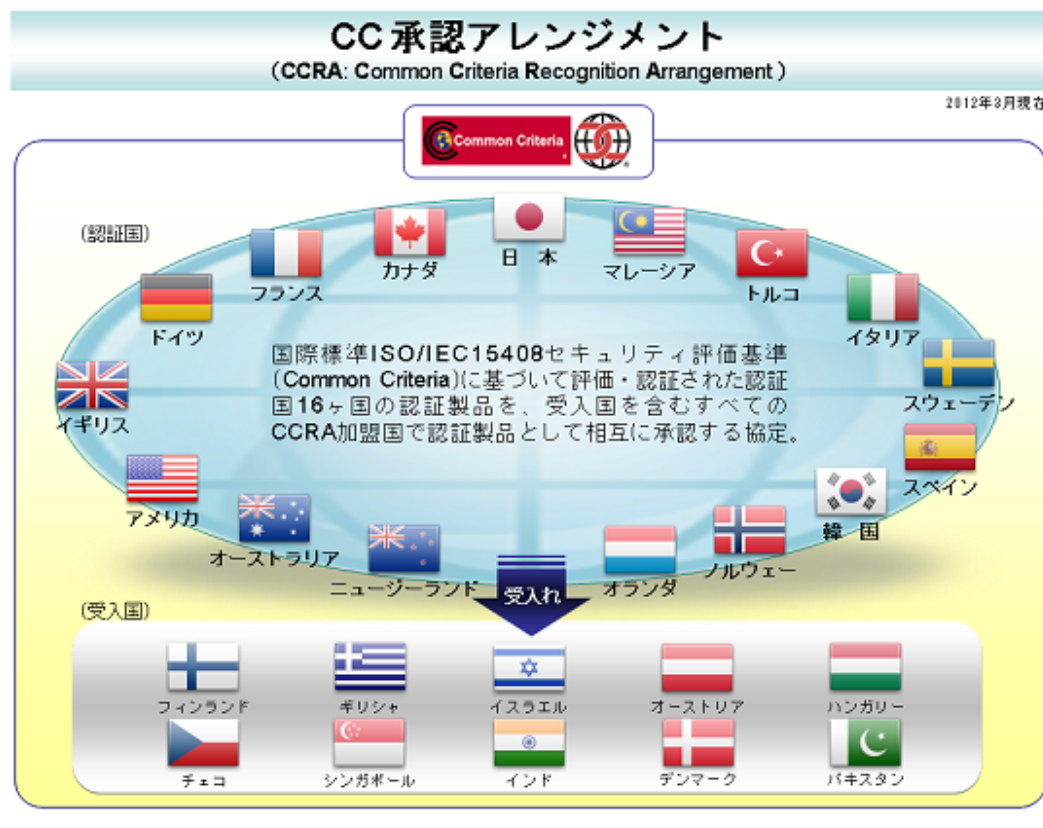 CC承認アレンジメント
(CCRA: Common Criteria Recognition Arrangement )
2012年3月現在
Common Criteria
(認証国)
日 本
カナダ
マレーシア
フランス
トルコ
ドイツ
イタリア
イギリス
スウェーデン
国際標準ISO/IEC15408セキュリティ評価基準
(Common Criteria)に基づいて評価・認証された認証
国16ヶ国の認証製品を、受入国を含むすべての
CCRA加盟国で認証製品として相互に承認する協定。
アメリカ
スペイン
オーストラリア
韓 国
ニュージーランド
オランダ
ノルウェー
受入れ
(受入国)
フィンランド
ギリシャ
イスラエル
オーストリア
ハンガリー
チェコ
シンガポール
インド
デンマーク
パキスタン